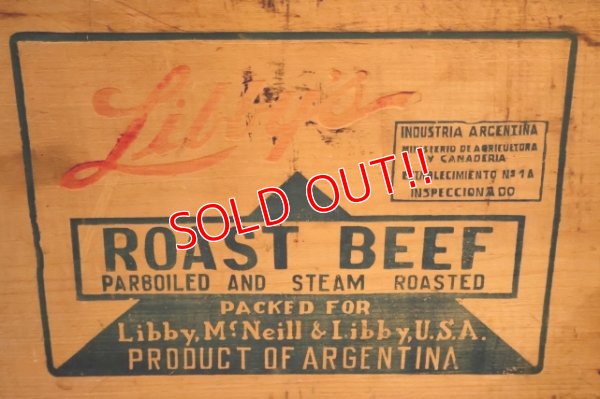 Libby's
INDUSTRIA ARGENTINA
MINISTERIO DE AGRICULTURA
Y GANADERIA
ESTABLECIMIENTO Nº 1A
INSPECCIONADO
SOLD OUT!!
ROAST BEEF
PARBOILED AND STEAM ROASTED
PACKED FOR
Libby, McNeill & Libby, U.S.A.
PRODUCT OF ARGENTINA